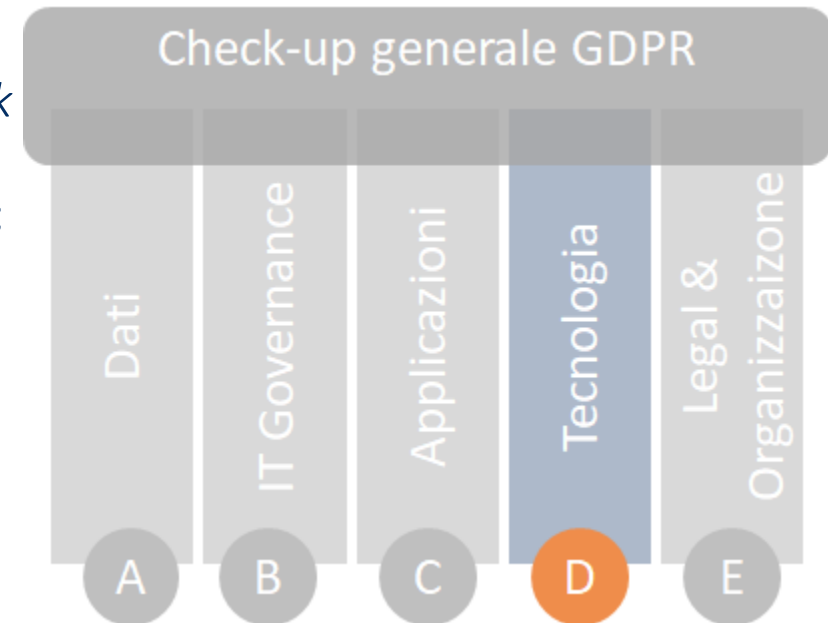 Check-up generale GDPR
k
Dati
IT Governance
Applicazioni
Tecnologia
Legal &
Organizzaizone
A
B
C
D
E